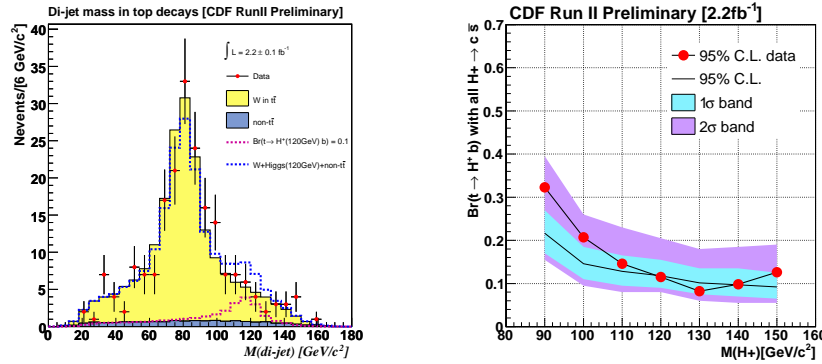 Di-jet mass in top decays [CDF RunII Preliminary]
Nevents/[6 GeV/c²]
40
35
30
25
20
15
10
5
0
∫ L = 2.2 ± 0.1 fb⁻¹
Data
W in tt̄
non-tt̄
Br(t → H⁺(120GeV) b) = 0.1
W+Higgs(120GeV)+non-tt̄
0 20 40 60 80 100 120 140 160 180
M(di-jet) [GeV/c²]
CDF Run II Preliminary [2.2fb⁻¹]
Br(t → H⁺ b) with all H+ → c s̄
0.7
0.6
0.5
0.4
0.3
0.2
0.1
0
95% C.L. data
95% C.L.
1σ band
2σ band
80 90 100 110 120 130 140 150 160
M(H+)[GeV/c²]